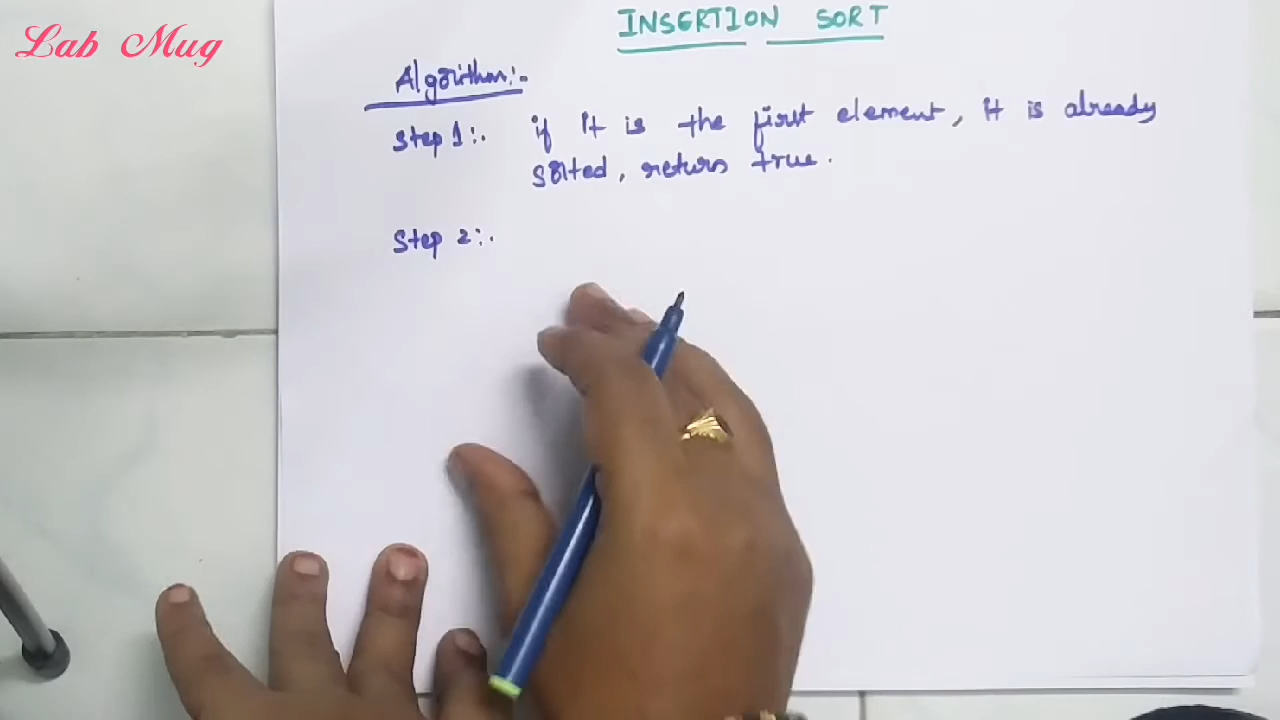 Lab Mug
INSERTION SORT
Algorithm:-
Step 1:- if it is the first element, it is already
sorted, return true.
Step 2:-